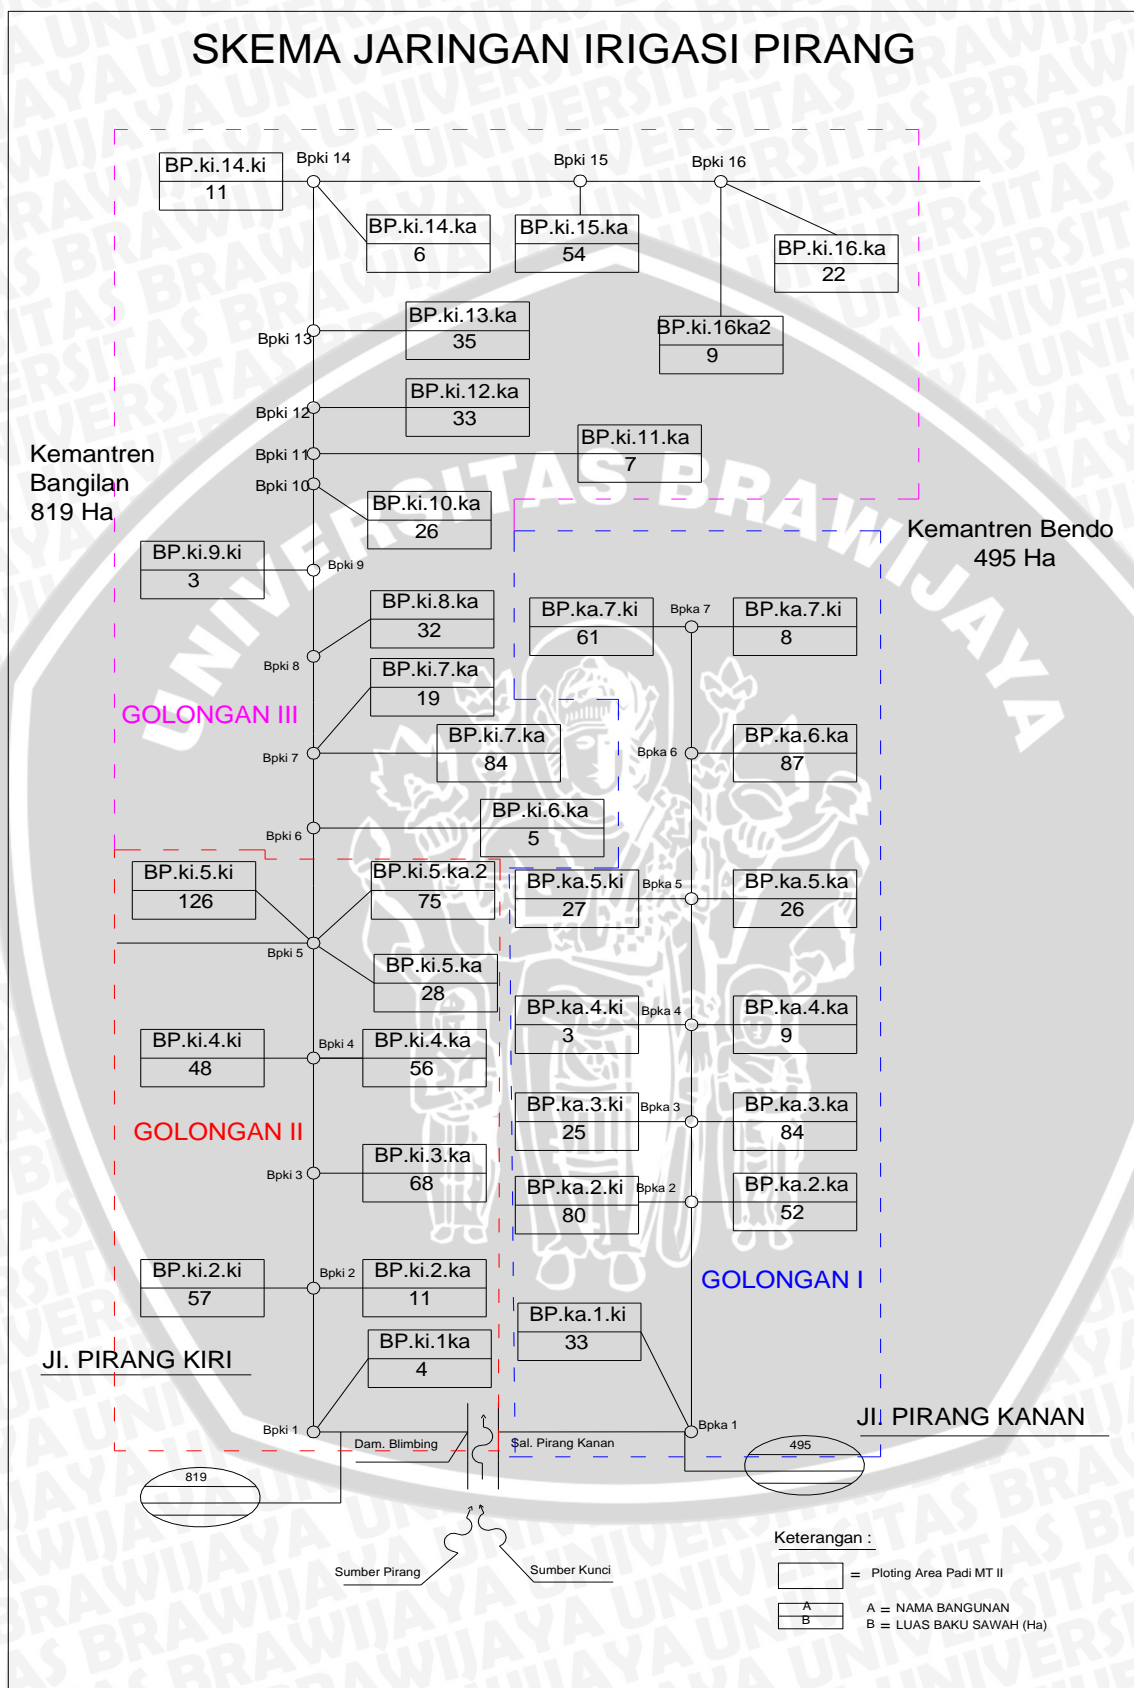 SKEMA JARINGAN IRIGASI PIRANG
BP.ki.14.ki
11
Bpki 14
Bpki 15
Bpki 16
BP.ki.14.ka
6
BP.ki.15.ka
54
BP.ki.16.ka
22
Bpki 13
BP.ki.13.ka
35
BP.ki.16ka2
9
Bpki 12
BP.ki.12.ka
33
Kemantren
Bangilan
819 Ha
Bpki 11
BP.ki.11.ka
7
Bpki 10
BP.ki.10.ka
26
Kemantren Bendo
495 Ha
UNIVERSITAS BRAWIJAYA
BP.ki.9.ki
3
Bpki 9
BP.ki.8.ka
32
Bpki 8
BP.ka.7.ki
61
Bpka 7
BP.ka.7.ki
8
BP.ki.7.ka
19
GOLONGAN III
Bpki 7
BP.ki.7.ka
84
Bpka 6
BP.ka.6.ka
87
Bpki 6
BP.ki.6.ka
5
BP.ki.5.ki
126
BP.ki.5.ka.2
75
BP.ka.5.ki
27
Bpka 5
BP.ka.5.ka
26
Bpki 5
BP.ki.5.ka
28
BP.ki.4.ki
48
Bpki 4
BP.ki.4.ka
56
BP.ka.4.ki
3
Bpka 4
BP.ka.4.ka
9
GOLONGAN II
BP.ka.3.ki
25
Bpka 3
BP.ka.3.ka
84
Bpki 3
BP.ki.3.ka
68
BP.ka.2.ki
80
Bpka 2
BP.ka.2.ka
52
BP.ki.2.ki
57
Bpki 2
BP.ki.2.ka
11
GOLONGAN I
BP.ki.1ka
4
BP.ka.1.ki
33
JI. PIRANG KIRI
JI. PIRANG KANAN
Bpki 1
Dam. Blimbing
Sal. Pirang Kanan
Bpka 1
819
495
Sumber Pirang
Sumber Kunci
Keterangan :
= Ploting Area Padi MT II
A
B
A = NAMA BANGUNAN
B = LUAS BAKU SAWAH (Ha)